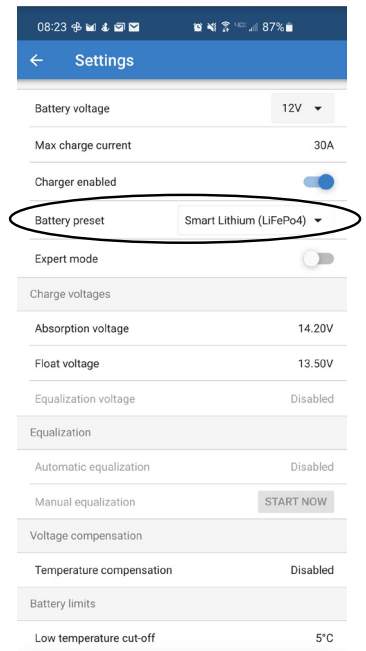 08:23 87%
Settings
Battery voltage 12V
Max charge current 30A
Charger enabled
Battery preset Smart Lithium (LiFePo4)
Expert mode
Charge voltages
Absorption voltage 14.20V
Float voltage 13.50V
Equalization voltage Disabled
Equalization
Automatic equalization Disabled
Manual equalization START NOW
Voltage compensation
Temperature compensation Disabled
Battery limits
Low temperature cut-off 5°C